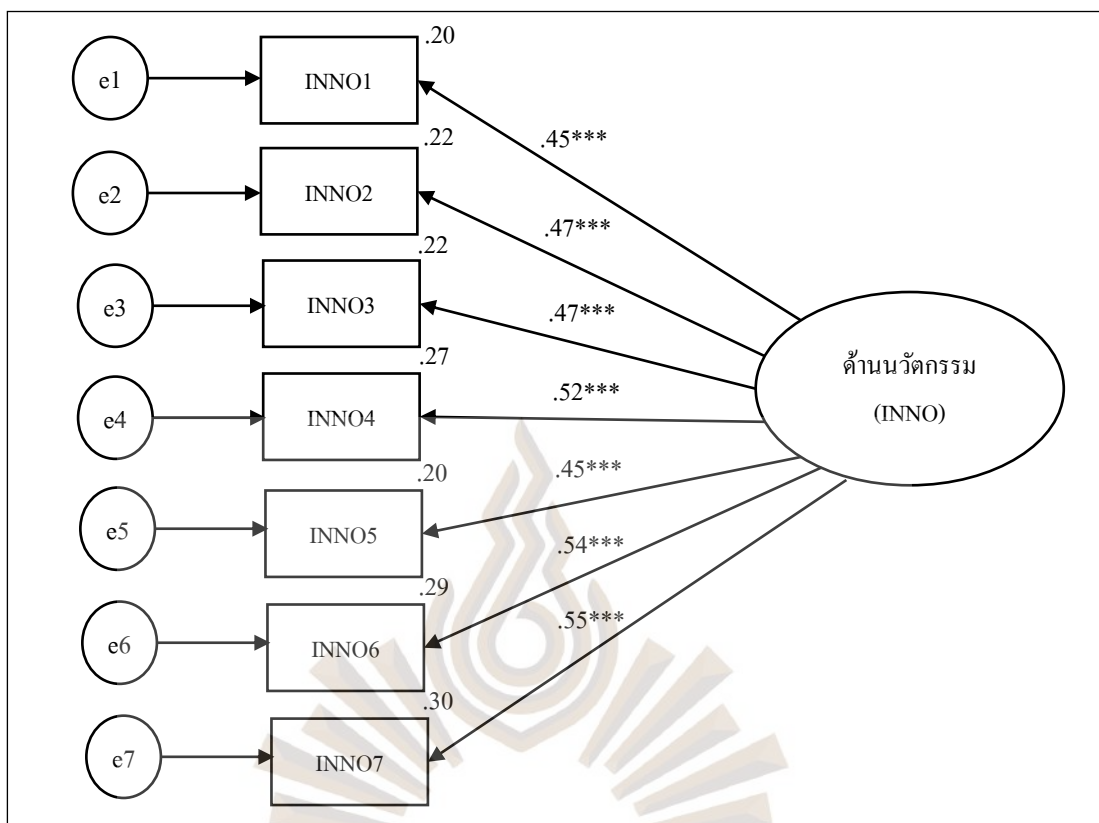 .20
e1
INNO1
.45***
.22
e2
INNO2
.47***
.22
e3
INNO3
.47***
.27
e4
INNO4
.52***
.20
e5
INNO5
.45***
.29
e6
INNO6
.54***
.30
e7
INNO7
.55***
ด้านนวัตกรรม
(INNO)